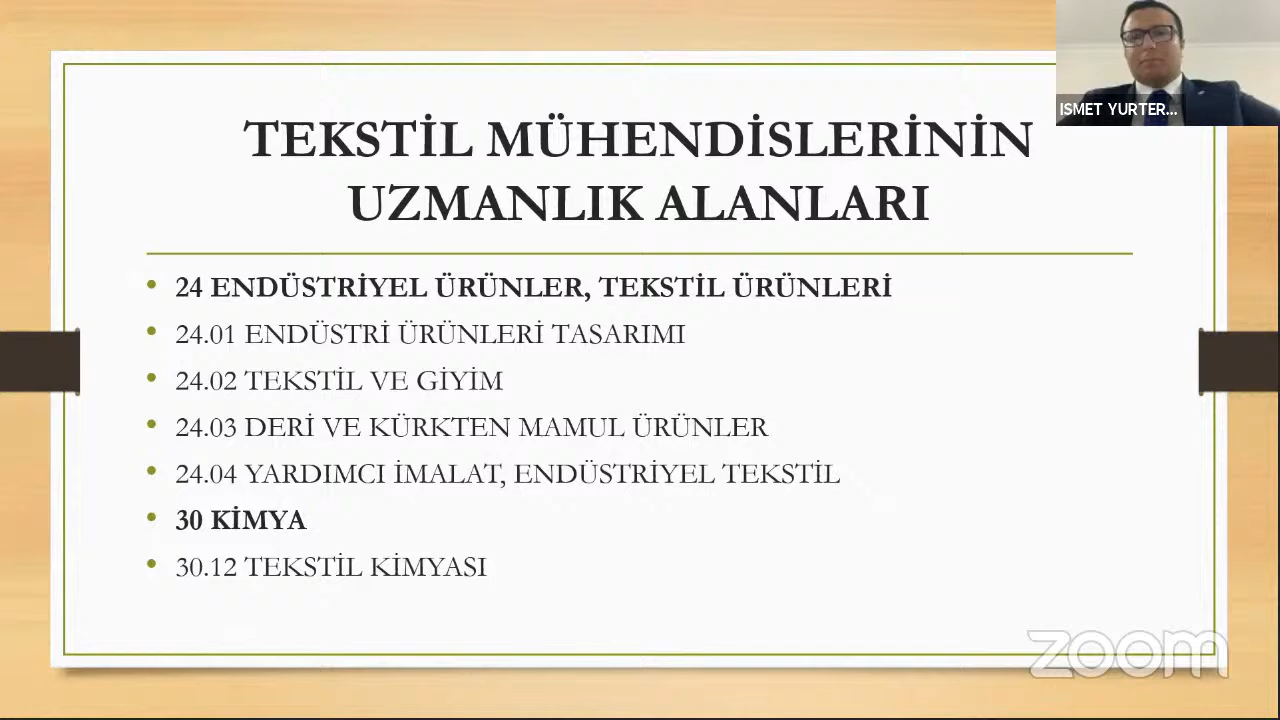 ISMET YURTER...
TEKSTİL MÜHENDİSLERİNİN
UZMANLIK ALANLARI
• 24 ENDÜSTRİYEL ÜRÜNLER, TEKSTİL ÜRÜNLERİ
• 24.01 ENDÜSTRİ ÜRÜNLERİ TASARIMI
• 24.02 TEKSTİL VE GİYİM
• 24.03 DERİ VE KÜRKTEN MAMUL ÜRÜNLER
• 24.04 YARDIMCI İMALAT, ENDÜSTRİYEL TEKSTİL
• 30 KİMYA
• 30.12 TEKSTİL KİMYASI
zoom